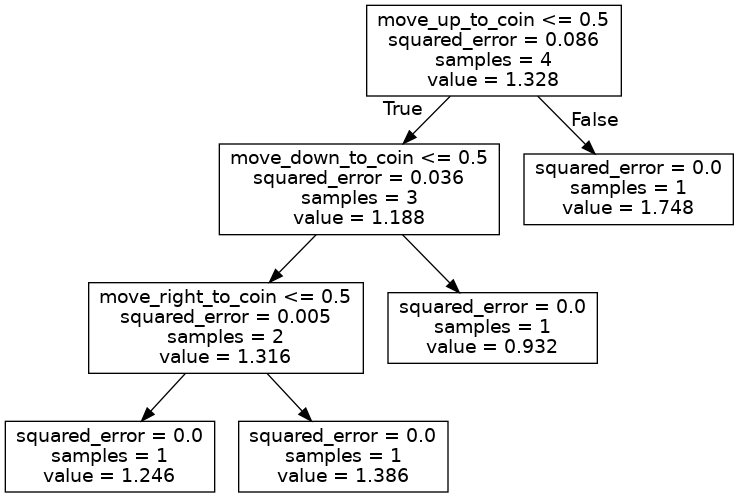 move_up_to_coin <= 0.5
squared_error = 0.086
samples = 4
value = 1.328
True
False
move_down_to_coin <= 0.5
squared_error = 0.036
samples = 3
value = 1.188
squared_error = 0.0
samples = 1
value = 1.748
move_right_to_coin <= 0.5
squared_error = 0.005
samples = 2
value = 1.316
squared_error = 0.0
samples = 1
value = 0.932
squared_error = 0.0
samples = 1
value = 1.246
squared_error = 0.0
samples = 1
value = 1.386